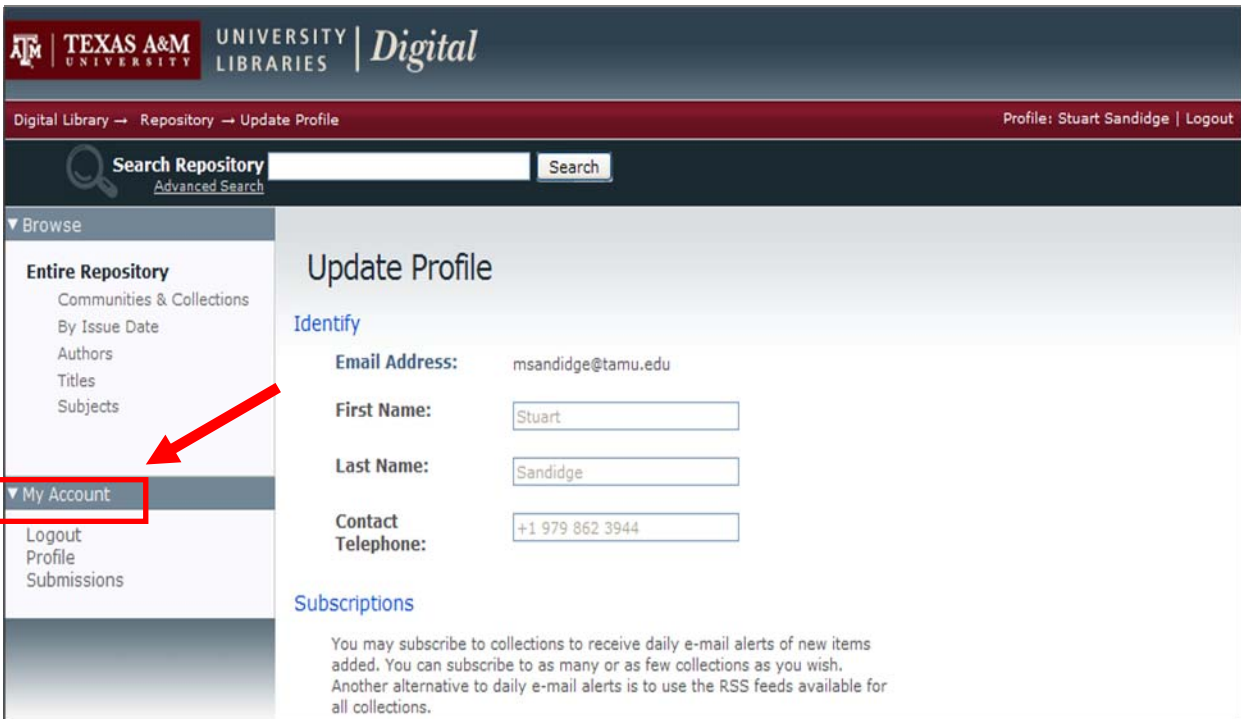 ATM | TEXAS A&M UNIVERSITY
UNIVERSITY LIBRARIES | Digital
Digital Library → Repository → Update Profile
Profile: Stuart Sandidge | Logout
Search Repository
Search
Advanced Search
▼ Browse
Entire Repository
Communities & Collections
By Issue Date
Authors
Titles
Subjects
▼ My Account
Logout
Profile
Submissions
Update Profile
Identify
Email Address: msandidge@tamu.edu
First Name: Stuart
Last Name: Sandidge
Contact Telephone: +1 979 862 3944
Subscriptions
You may subscribe to collections to receive daily e-mail alerts of new items
added. You can subscribe to as many or as few collections as you wish.
Another alternative to daily e-mail alerts is to use the RSS feeds available for
all collections.